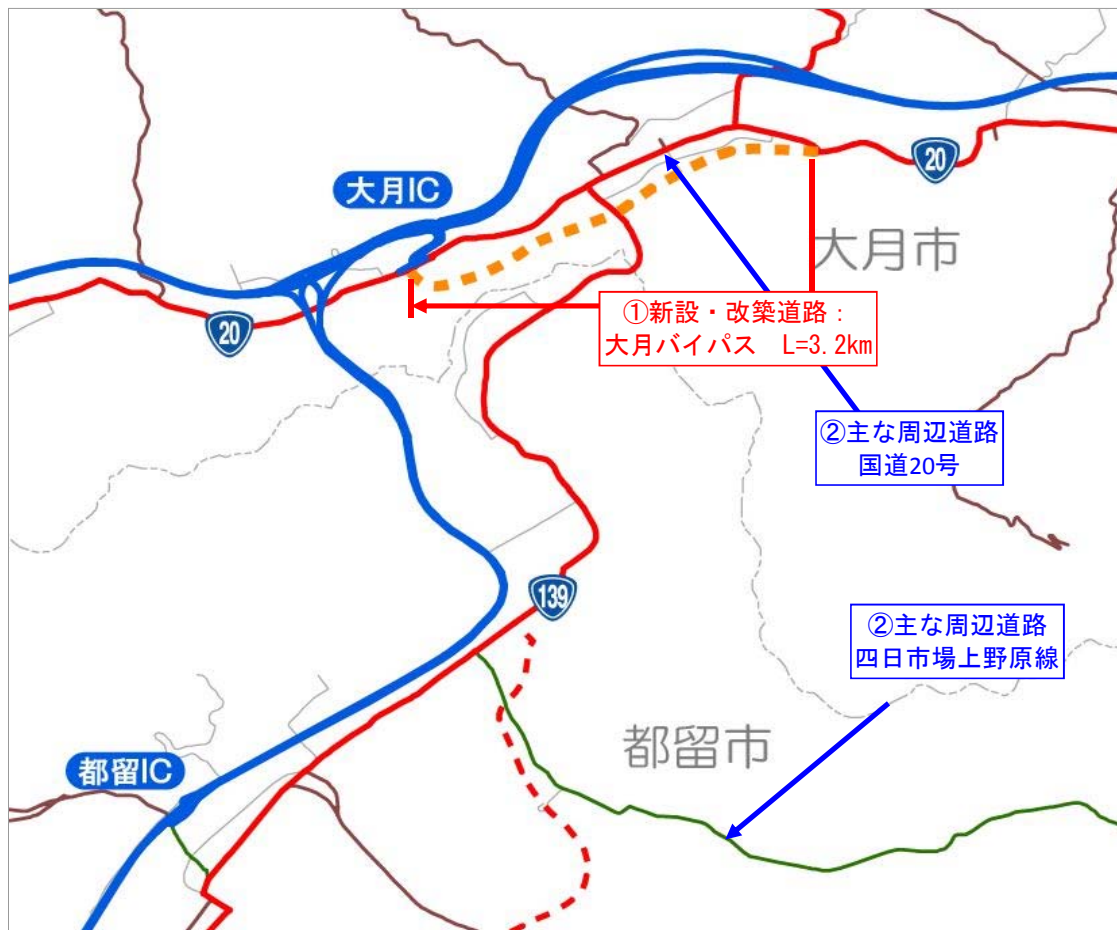 20
大月IC
大月市
①新設・改築道路：
大月バイパス　L=3.2km
20
②主な周辺道路
国道20号
139
②主な周辺道路
四日市場上野原線
都留市
都留IC